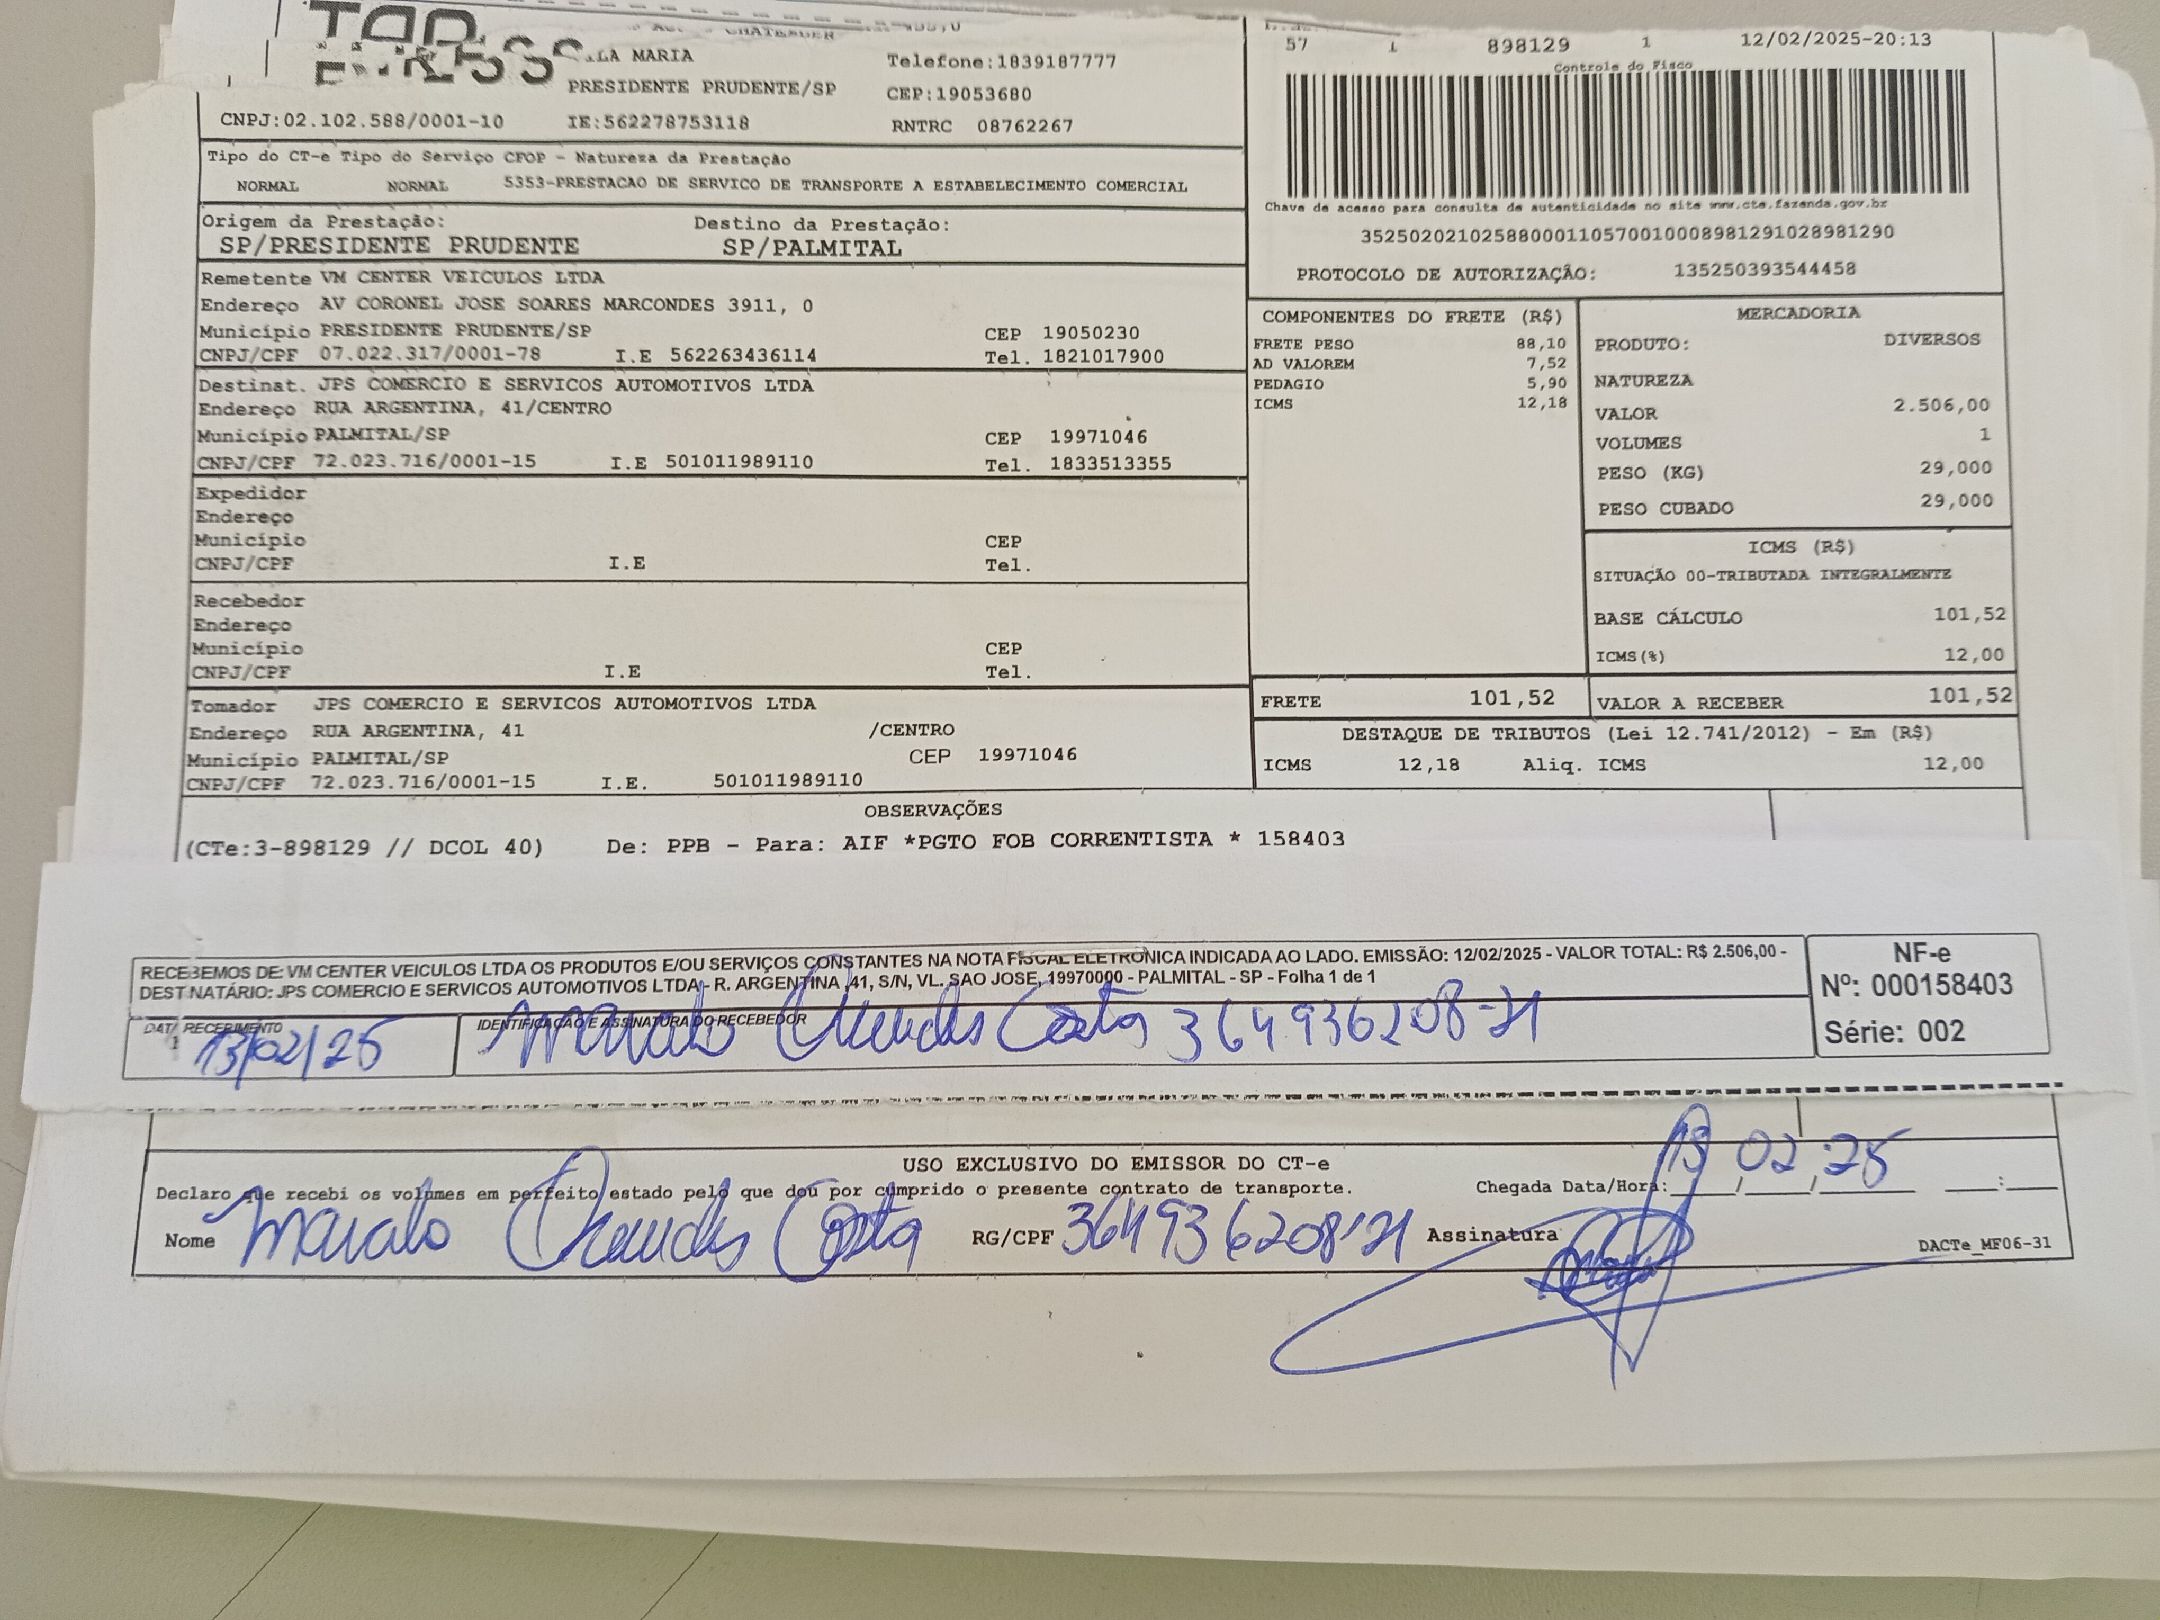 LA MARIA
Telefone:1839187777
PRESIDENTE PRUDENTE/SP
CEP:19053680
CNPJ:02.102.588/0001-10 IE:562278753118
RNTRC 08762267
57 1 898129 1 12/02/2025-20:13
Controle do Fisco
Chave de acesso para consulta de autenticidade no site www.cte.fazenda.gov.br
35250202102588000110570010008981291028981290
PROTOCOLO DE AUTORIZAÇÃO: 135250393544458
Tipo do CT-e Tipo do Serviço CFOP - Natureza da Prestação
NORMAL NORMAL 5353-PRESTACAO DE SERVICO DE TRANSPORTE A ESTABELECIMENTO COMERCIAL
Origem da Prestação: Destino da Prestação:
SP/PRESIDENTE PRUDENTE SP/PALMITAL
Remetente VM CENTER VEICULOS LTDA
Endereço AV CORONEL JOSE SOARES MARCONDES 3911, 0
Município PRESIDENTE PRUDENTE/SP CEP 19050230
CNPJ/CPF 07.022.317/0001-78 I.E 562263436114 Tel. 1821017900
Destinat. JPS COMERCIO E SERVICOS AUTOMOTIVOS LTDA
Endereço RUA ARGENTINA, 41/CENTRO
Município PALMITAL/SP CEP 19971046
CNPJ/CPF 72.023.716/0001-15 I.E 501011989110 Tel. 1833513355
Expedidor
Endereço
Município CEP
CNPJ/CPF I.E Tel.
Recebedor
Endereço
Município CEP
CNPJ/CPF I.E Tel.
Tomador JPS COMERCIO E SERVICOS AUTOMOTIVOS LTDA
Endereço RUA ARGENTINA, 41 /CENTRO
Município PALMITAL/SP CEP 19971046
CNPJ/CPF 72.023.716/0001-15 I.E. 501011989110
COMPONENTES DO FRETE (R$)
FRETE PESO 88,10
AD VALOREM 7,52
PEDAGIO 5,90
ICMS 12,18
MERCADORIA
PRODUTO: DIVERSOS
NATUREZA
VALOR 2.506,00
VOLUMES 1
PESO (KG) 29,000
PESO CUBADO 29,000
ICMS (R$)
SITUAÇÃO 00-TRIBUTADA INTEGRALMENTE
BASE CÁLCULO 101,52
ICMS(%) 12,00
FRETE 101,52 VALOR A RECEBER 101,52
DESTAQUE DE TRIBUTOS (Lei 12.741/2012) - Em (R$)
ICMS 12,18 Aliq. ICMS 12,00
OBSERVAÇÕES
(CTe:3-898129 // DCOL 40) De: PPB - Para: AIF *PGTO FOB CORRENTISTA * 158403
RECEBEMOS DE: VM CENTER VEICULOS LTDA OS PRODUTOS E/OU SERVIÇOS CONSTANTES NA NOTA FISCAL ELETRONICA INDICADA AO LADO. EMISSÃO: 12/02/2025 - VALOR TOTAL: R$ 2.506,00 -
DESTINATÁRIO: JPS COMERCIO E SERVICOS AUTOMOTIVOS LTDA - R. ARGENTINA ,41, S/N, VL. SAO JOSE, 19970000 - PALMITAL - SP - Folha 1 de 1
NF-e
Nº: 000158403
Série: 002
DATA RECEBIMENTO IDENTIFICAÇÃO E ASSINATURA DO RECEBEDOR
13/02/25 Costa 364936208-21
USO EXCLUSIVO DO EMISSOR DO CT-e
Declaro que recebi os volumes em perfeito estado pelo que dou por cumprido o presente contrato de transporte. Chegada Data/Hora: 13/02/25 :
Nome Costa RG/CPF 364936208-21 Assinatura
DACTe_MF06-31